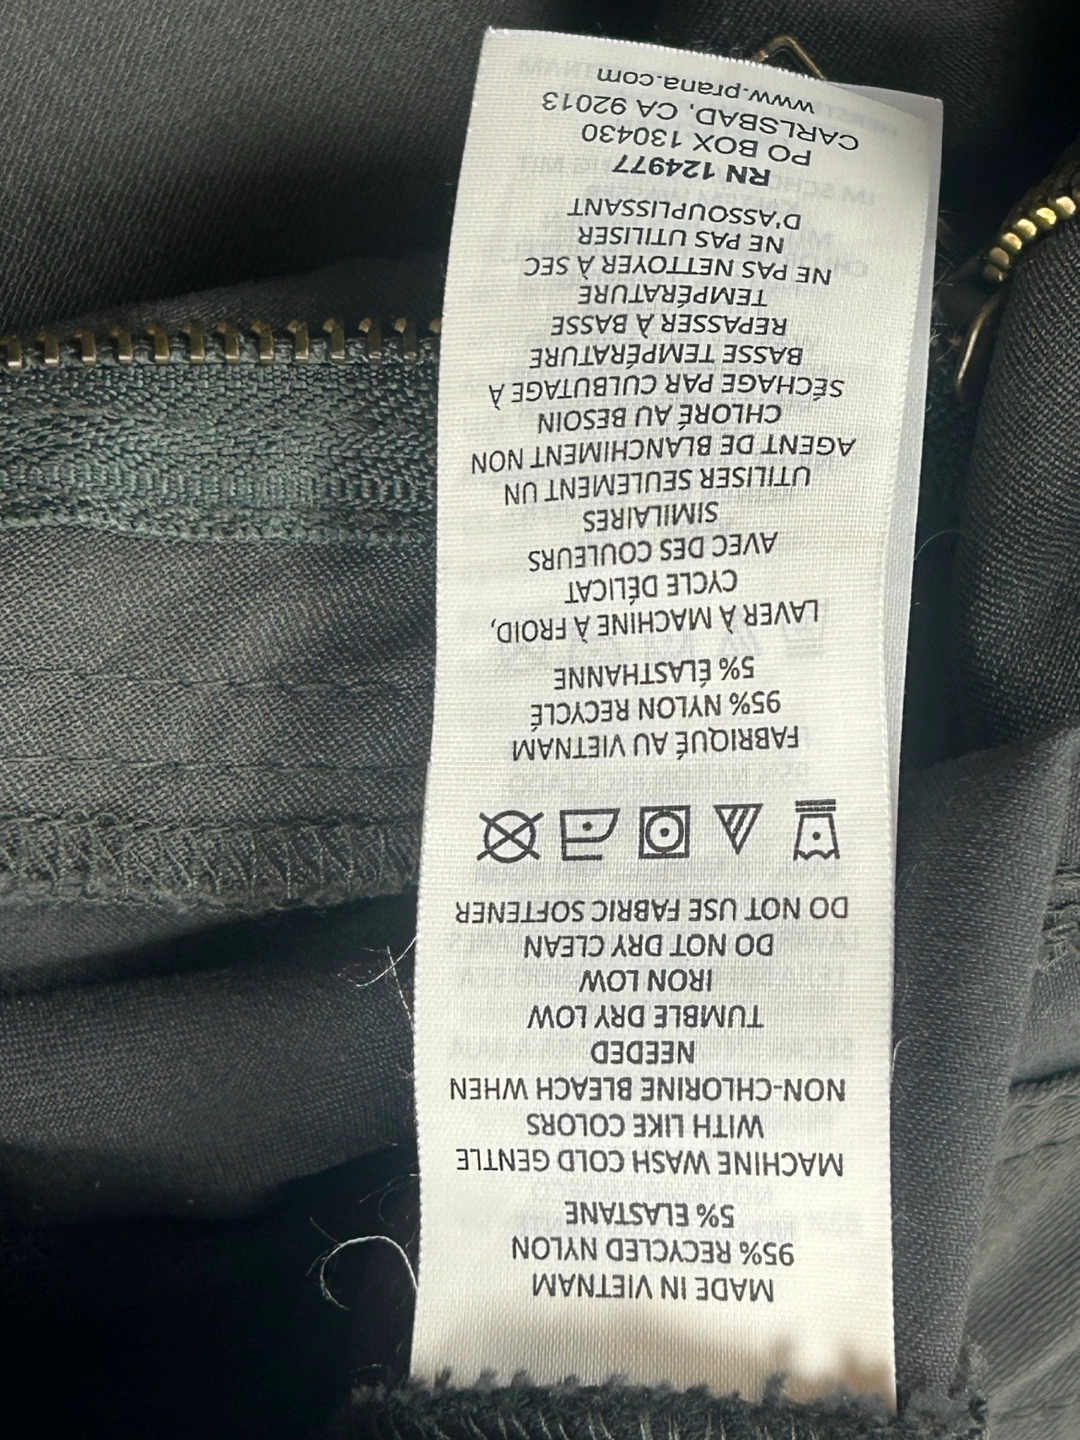 MADE IN VIETNAM
95% RECYCLED NYLON
5% ELASTANE
MACHINE WASH COLD GENTLE
WITH LIKE COLORS
NON-CHLORINE BLEACH WHEN
NEEDED
TUMBLE DRY LOW
IRON LOW
DO NOT DRY CLEAN
DO NOT USE FABRIC SOFTENER
FABRIQUÉ AU VIETNAM
95% NYLON RECYCLÉ
5% ÉLASTHANNE
LAVER À MACHINE À FROID,
CYCLE DÉLICAT
AVEC DES COULEURS
SIMILAIRES
UTILISER SEULEMENT UN
AGENT DE BLANCHIMENT NON
CHLORÉ AU BESOIN
SÉCHAGE PAR CULBUTAGE À
BASSE TEMPÉRATURE
REPASSER À BASSE
TEMPÉRATURE
NE PAS NETTOYER À SEC
NE PAS UTILISER
D'ASSOUPLISSANT
RN 124977
PO BOX 130430
CARLSBAD, CA 92013
www.prana.com